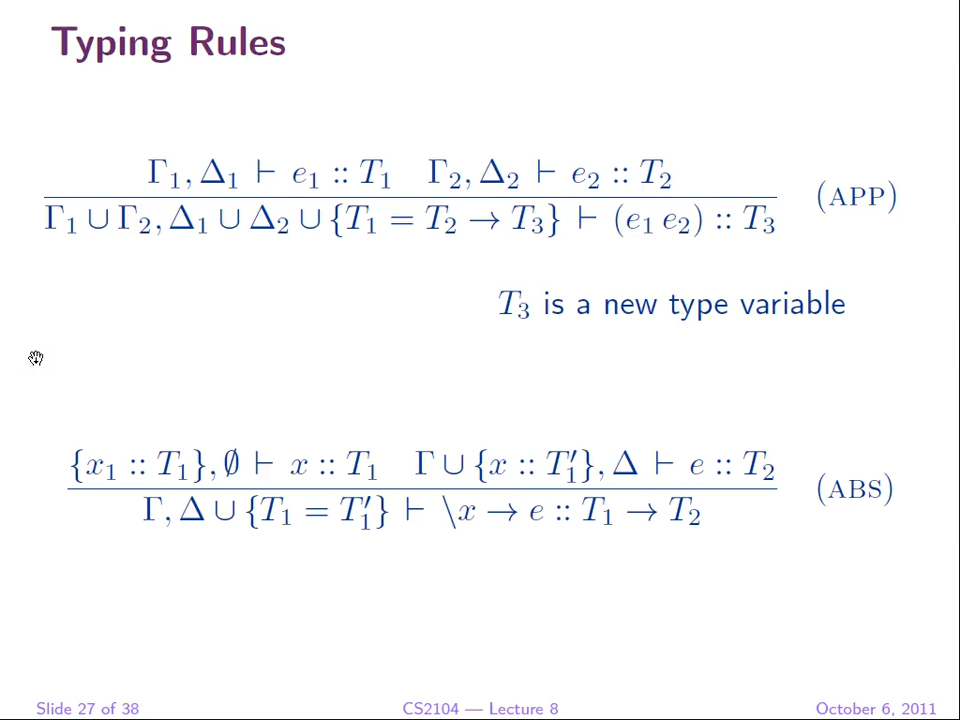 Typing Rules
Γ₁, Δ₁ ⊢ e₁ :: T₁ Γ₂, Δ₂ ⊢ e₂ :: T₂
Γ₁ ∪ Γ₂, Δ₁ ∪ Δ₂ ∪ {T₁ = T₂ → T₃} ⊢ (e₁ e₂) :: T₃ (APP)
T₃ is a new type variable
{x₁ :: T₁}, ∅ ⊢ x :: T₁ Γ ∪ {x :: T₁′}, Δ ⊢ e :: T₂
Γ, Δ ∪ {T₁ = T₁′} ⊢ \x → e :: T₁ → T₂ (ABS)
Slide 27 of 38 CS2104 — Lecture 8 October 6, 2011